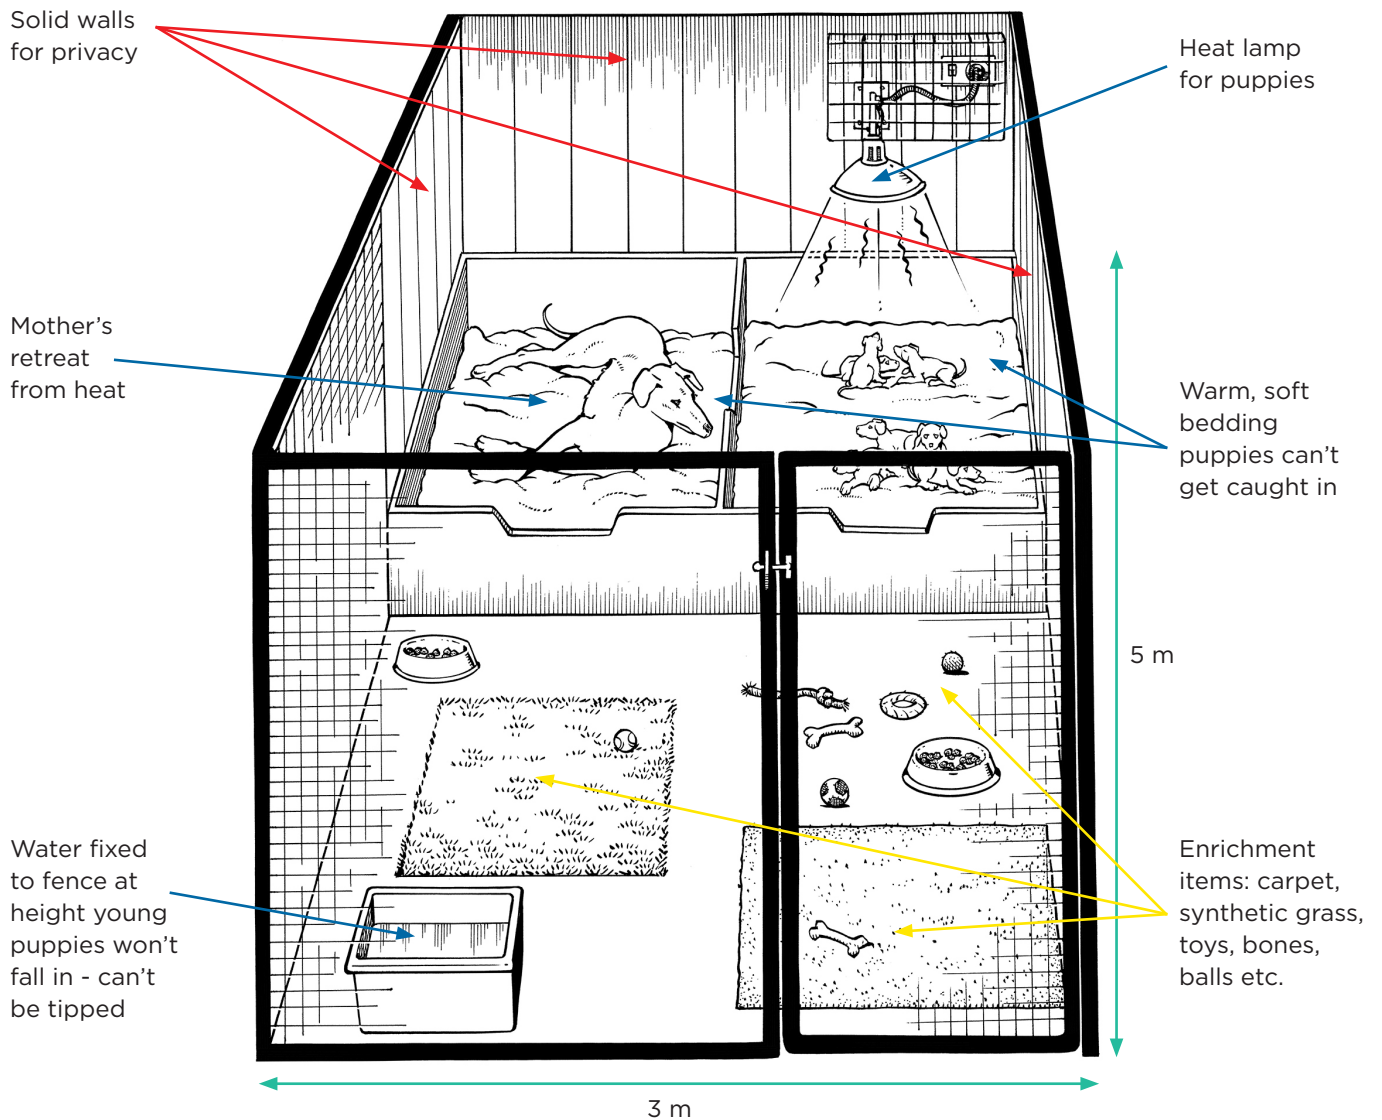 Solid walls
for privacy
Heat lamp
for puppies
Mother’s
retreat
from heat
Warm, soft
bedding
puppies can’t
get caught in
5 m
Water fixed
to fence at
height young
puppies won’t
fall in - can’t
be tipped
Enrichment
items: carpet,
synthetic grass,
toys, bones,
balls etc.
3 m